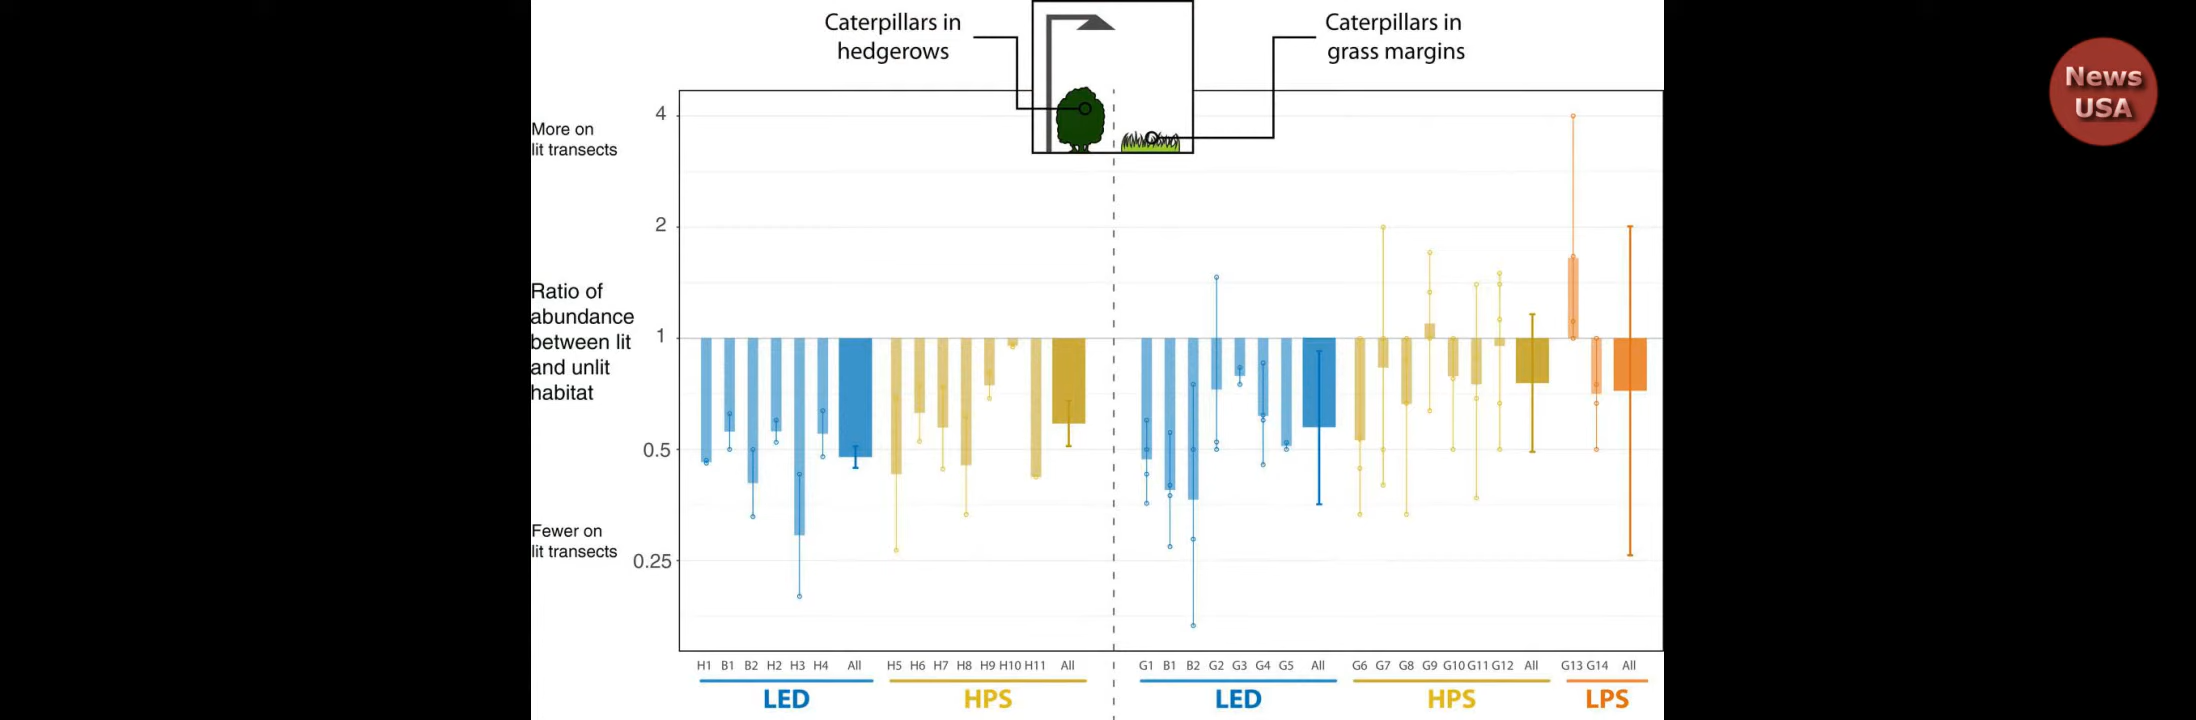 Caterpillars in
hedgerows
Caterpillars in
grass margins
News
USA
4
More on
lit transects
2
Ratio of
abundance
between lit
and unlit
habitat
1
0.5
Fewer on
lit transects
0.25
H1 B1 B2 H2 H3 H4 All H5 H6 H7 H8 H9 H10 H11 All G1 B1 B2 G2 G3 G4 G5 All G6 G7 G8 G9 G10 G11 G12 All G13 G14 All
LED HPS LED HPS LPS